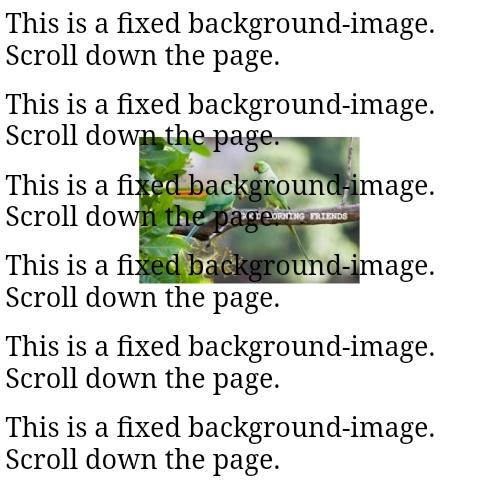 This is a fixed background-image.
Scroll down the page.
This is a fixed background-image.
Scroll down the page.
This is a fixed background-image.
Scroll down the page.
GOOD MORNING FRIENDS
This is a fixed background-image.
Scroll down the page.
This is a fixed background-image.
Scroll down the page.
This is a fixed background-image.
Scroll down the page.